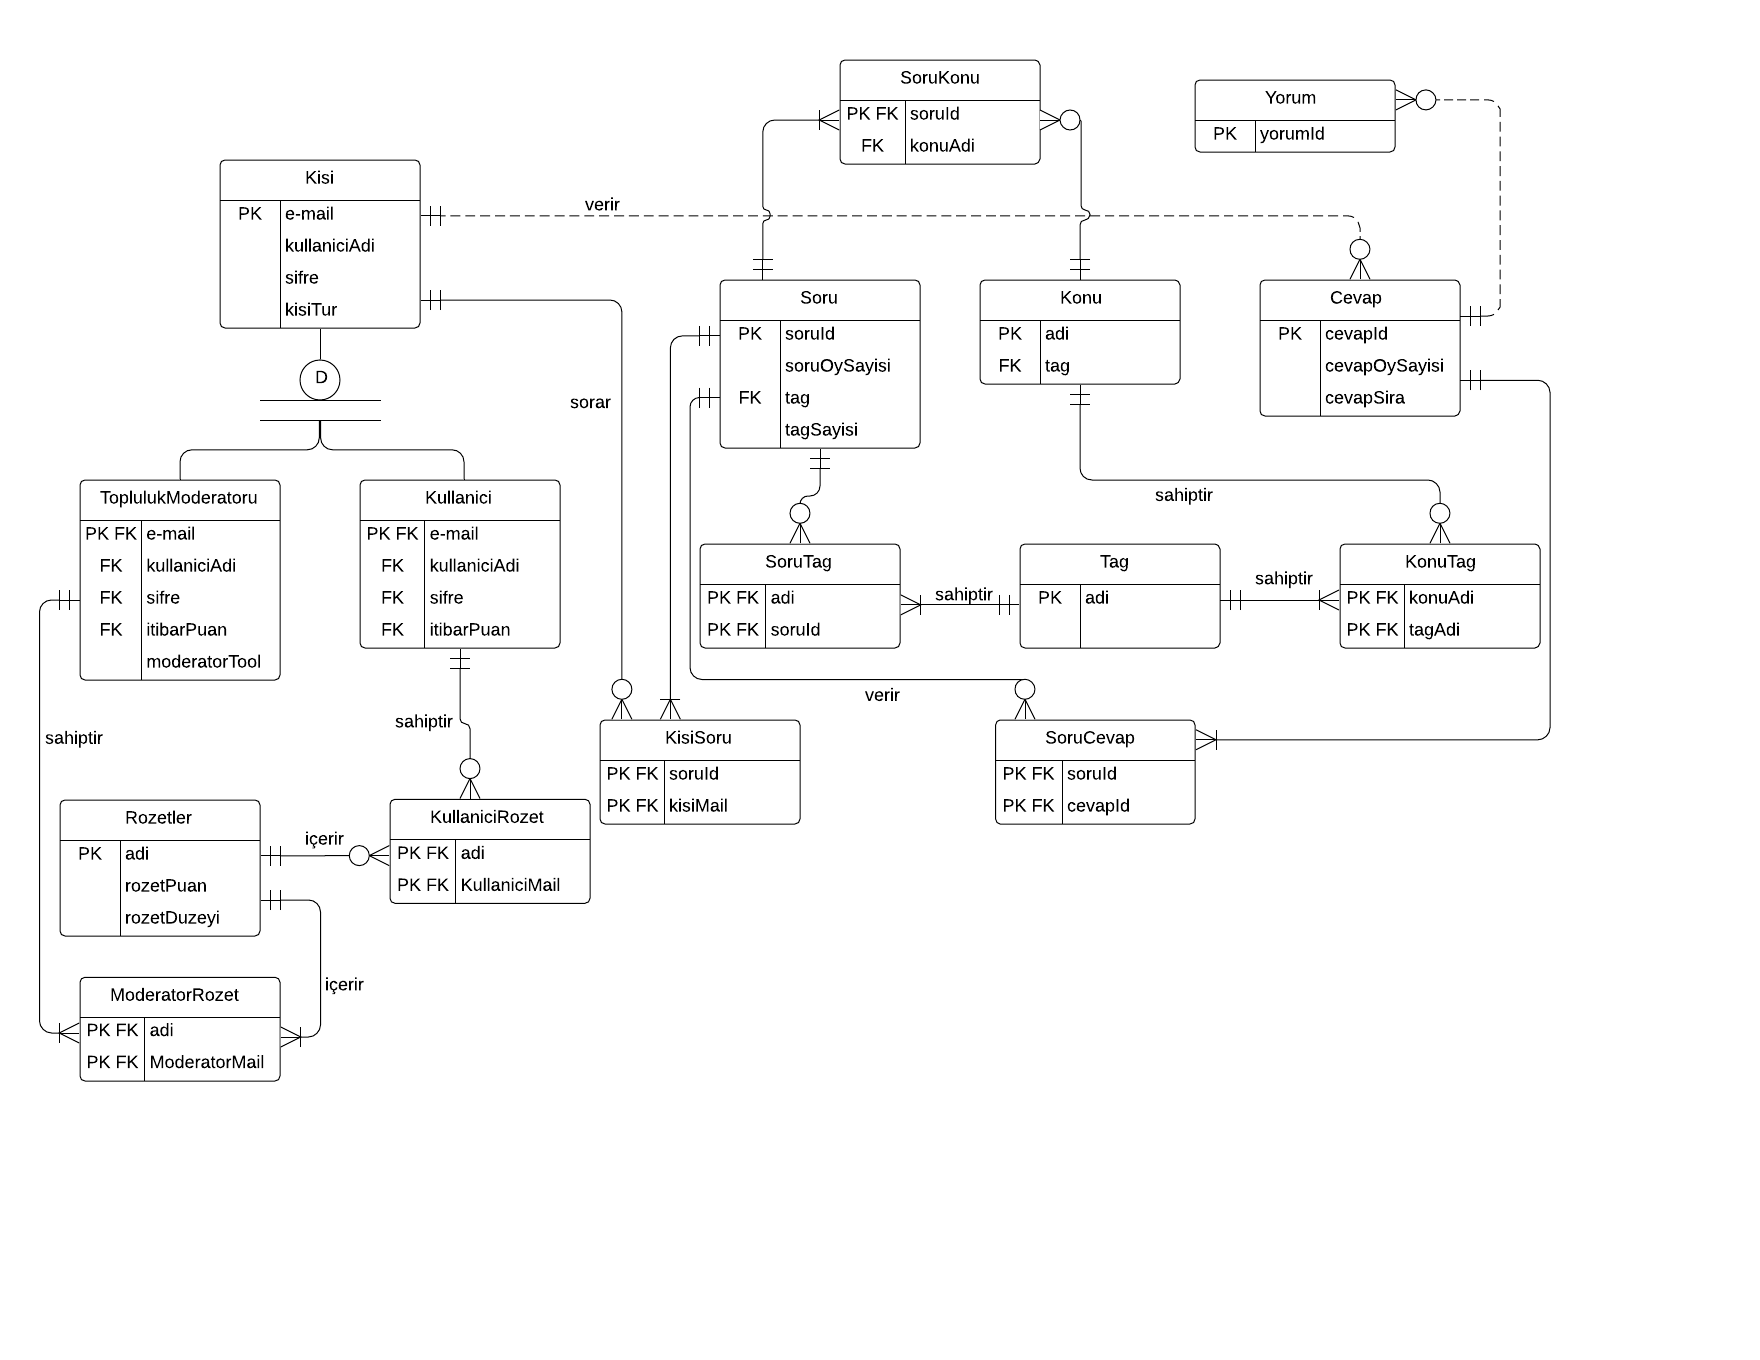 SoruKonu
PK FK soruId
FK konuAdi
Yorum
PK yorumId
Kisi
PK e-mail
kullaniciAdi
sifre
kisiTur
verir
D
sorar
Soru
PK soruId
soruOySayisi
FK tag
tagSayisi
Konu
PK adi
FK tag
Cevap
PK cevapId
cevapOySayisi
cevapSira
ToplulukModeratoru
PK FK e-mail
FK kullaniciAdi
FK sifre
FK itibarPuan
moderatorTool
Kullanici
PK FK e-mail
FK kullaniciAdi
FK sifre
FK itibarPuan
sahiptir
SoruTag
PK FK adi
PK FK soruId
sahiptir
Tag
PK adi
sahiptir
KonuTag
PK FK konuAdi
PK FK tagAdi
verir
sahiptir
sahiptir
KisiSoru
PK FK soruId
PK FK kisiMail
SoruCevap
PK FK soruId
PK FK cevapId
Rozetler
PK adi
rozetPuan
rozetDuzeyi
içerir
KullaniciRozet
PK FK adi
PK FK KullaniciMail
içerir
ModeratorRozet
PK FK adi
PK FK ModeratorMail